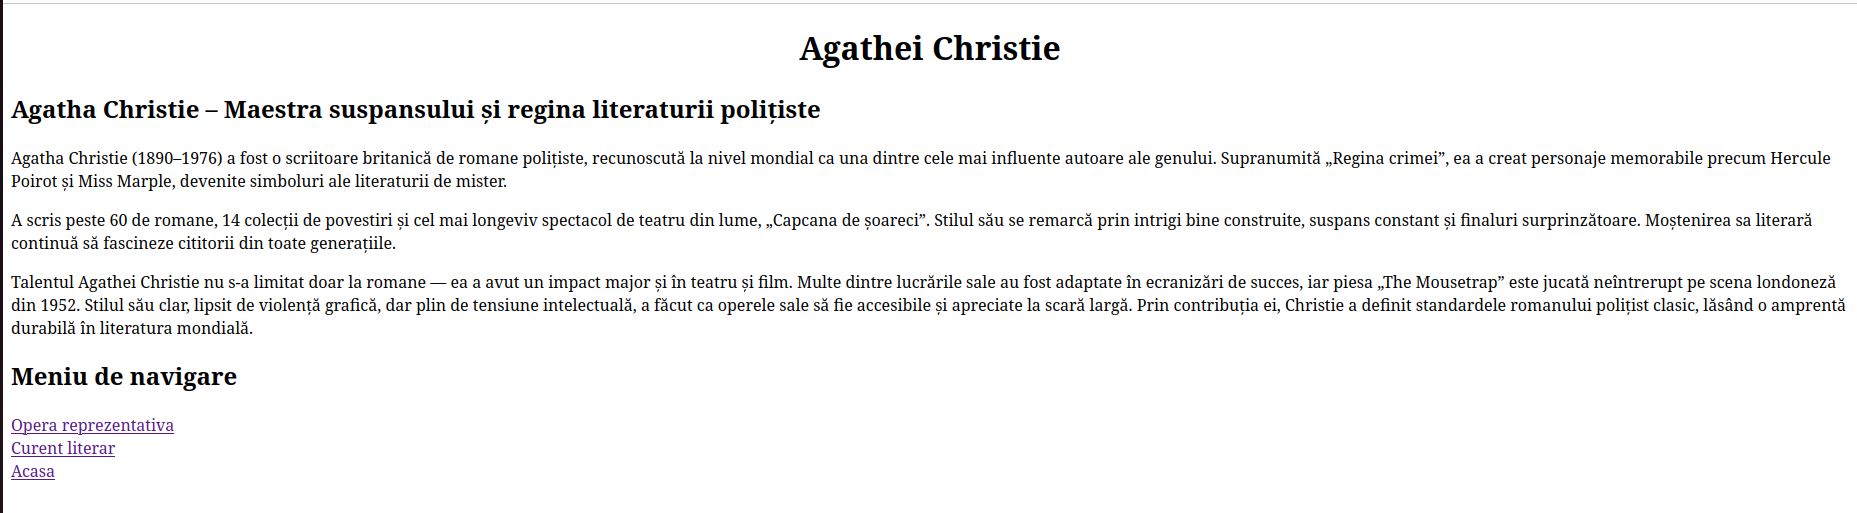 Agathei Christie
Agatha Christie – Maestra suspansului și regina literaturii polițiste
Agatha Christie (1890–1976) a fost o scriitoare britanică de romane polițiste, recunoscută la nivel mondial ca una dintre cele mai influente autoare ale genului. Supranumită „Regina crimei”, ea a creat personaje memorabile precum Hercule
Poirot și Miss Marple, devenite simboluri ale literaturii de mister.
A scris peste 60 de romane, 14 colecții de povestiri și cel mai longeviv spectacol de teatru din lume, „Capcana de șoareci”. Stilul său se remarcă prin intrigi bine construite, suspans constant și finaluri surprinzătoare. Moștenirea sa literară
continuă să fascineze cititorii din toate generațiile.
Talentul Agathei Christie nu s-a limitat doar la romane — ea a avut un impact major și în teatru și film. Multe dintre lucrările sale au fost adaptate în ecranizări de succes, iar piesa „The Mousetrap” este jucată neîntrerupt pe scena londoneză
din 1952. Stilul său clar, lipsit de violență grafică, dar plin de tensiune intelectuală, a făcut ca operele sale să fie accesibile și apreciate la scară largă. Prin contribuția ei, Christie a definit standardele romanului polițist clasic, lăsând o amprentă
durabilă în literatura mondială.
Meniu de navigare
Opera reprezentativa
Curent literar
Acasa